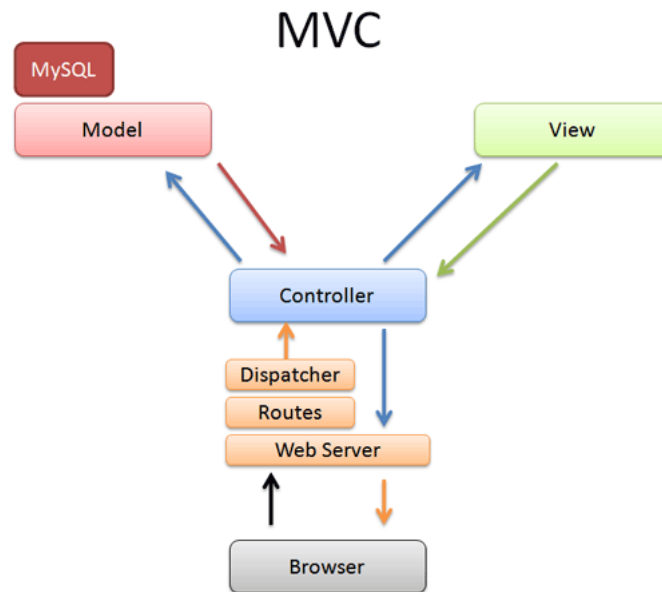 MVC
MySQL
Model
View
Controller
Dispatcher
Routes
Web Server
Browser